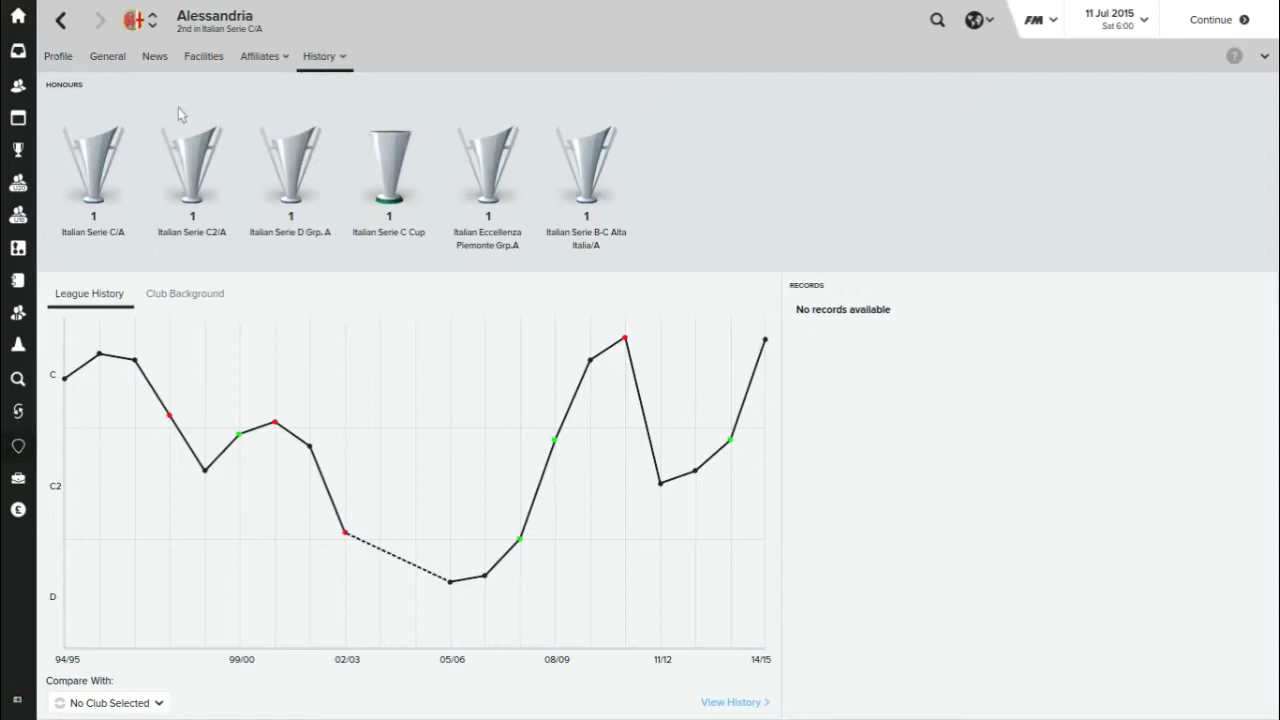 Alessandria
2nd in Italian Serie C/A
FM
11 Jul 2015
Sat 6:00
Continue
Profile
General
News
Facilities
Affiliates
History
?
HONOURS
1
Italian Serie C/A
1
Italian Serie C2/A
1
Italian Serie D Grp.A
1
Italian Serie C Cup
1
Italian Eccellenza
Piemonte Grp.A
1
Italian Serie B-C Alta
Italia/A
League History
Club Background
C
C2
D
94/95
99/00
02/03
05/06
08/09
11/12
14/15
Compare With:
No Club Selected
View History
RECORDS
No records available